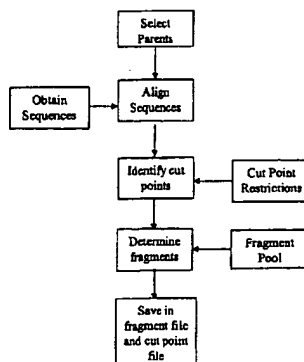 Select
Parents
Obtain
Sequences
Align
Sequences
Identify cut
points
Cut Point
Restrictions
Determine
fragments
Fragment
Pool
Save in
fragment file
and cut point
file